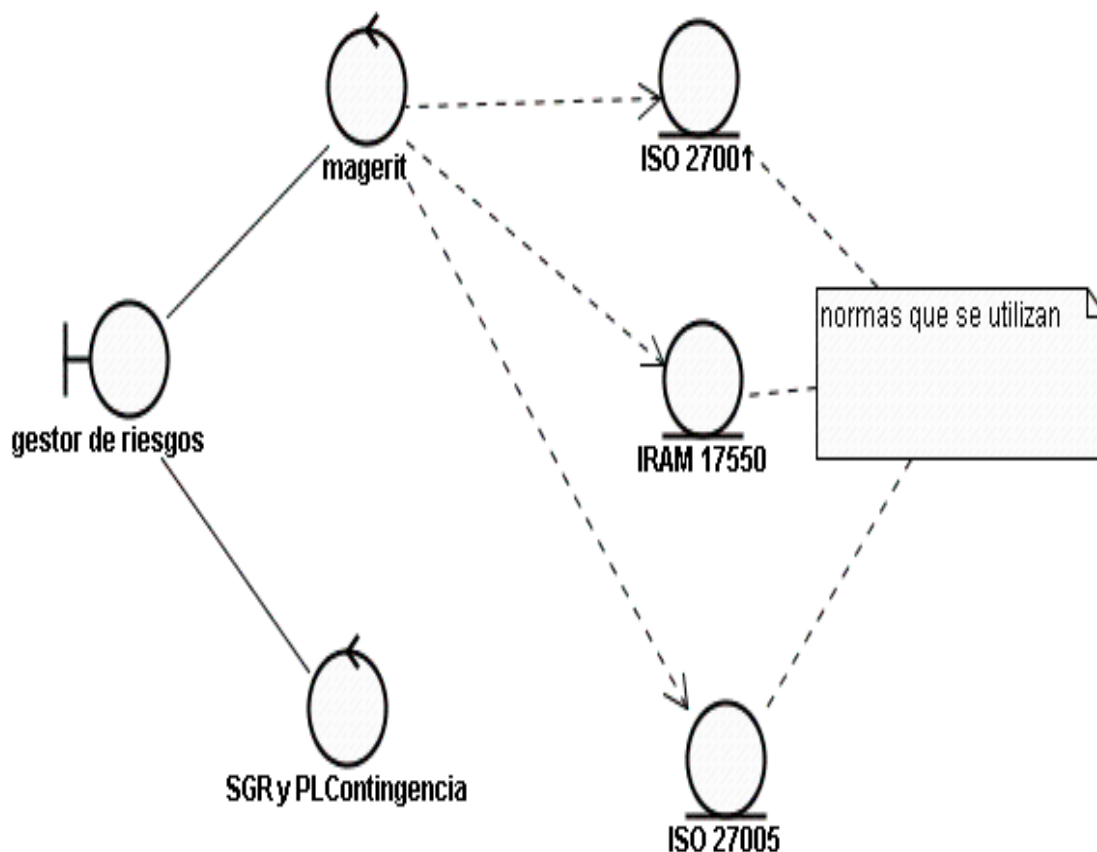 magerit
ISO 27001
normas que se utilizan
gestor de riesgos
IRAM 17550
SGR y PLContingencia
ISO 27005